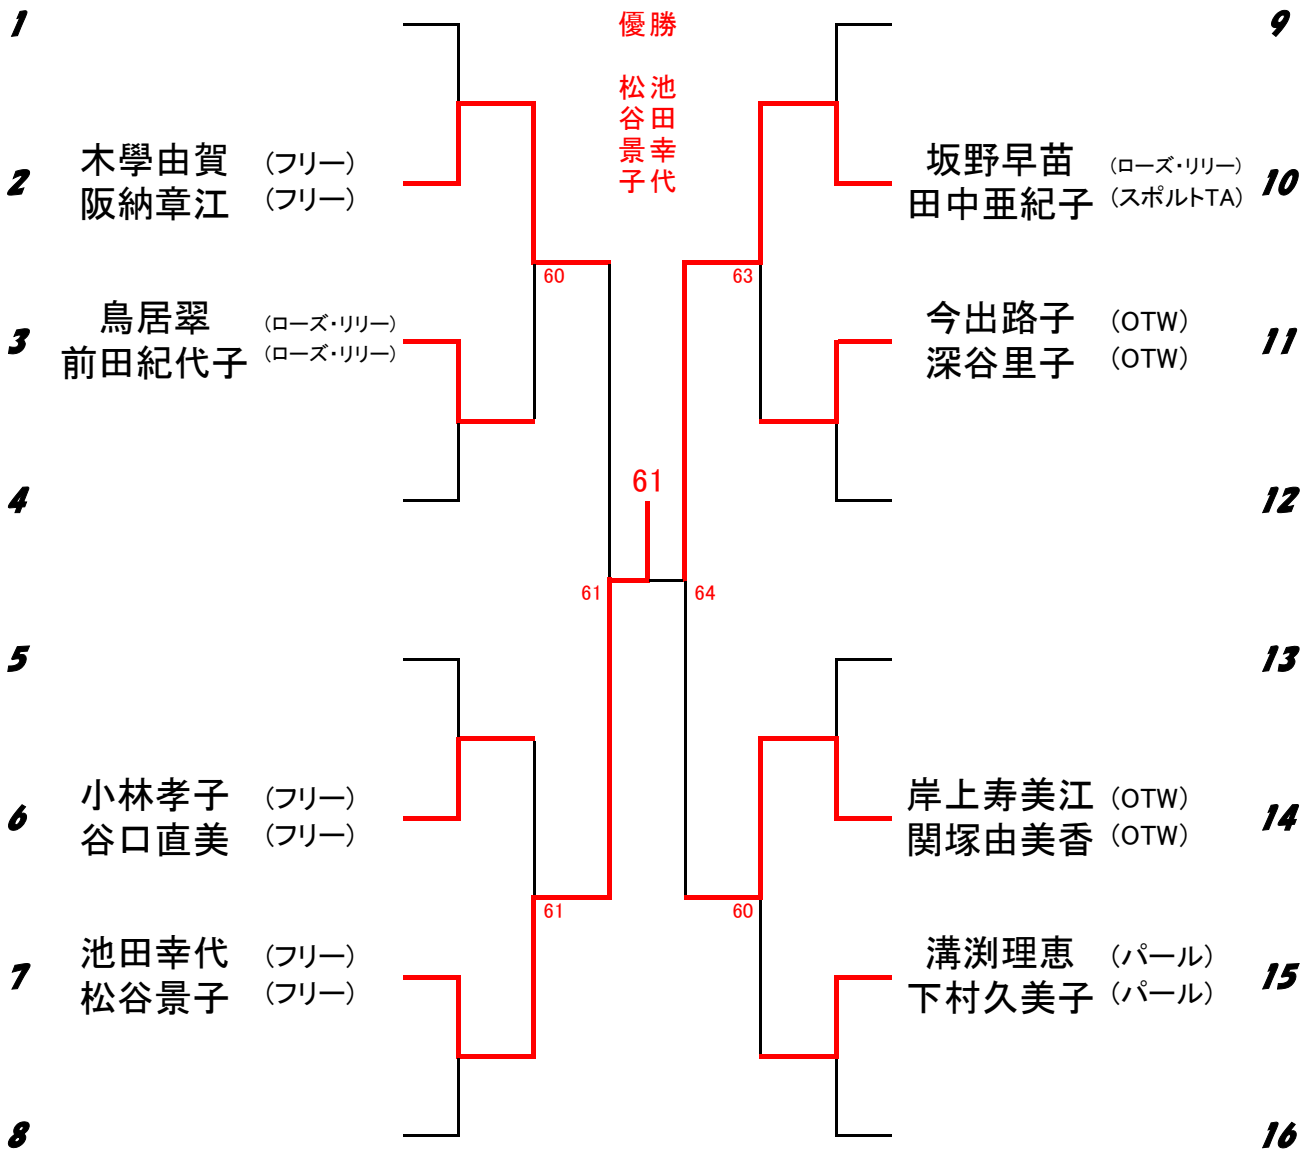 1
優勝
池田幸代
松谷景子
9
2
木學由賀 (フリー)
阪納章江 (フリー)
坂野早苗 (ローズ・リリー)
田中亜紀子 (スポルトTA)
10
60
63
3
鳥居翠 (ローズ・リリー)
前田紀代子 (ローズ・リリー)
今出路子 (OTW)
深谷里子 (OTW)
11
4
61
12
61
64
5
13
6
小林孝子 (フリー)
谷口直美 (フリー)
岸上寿美江 (OTW)
関塚由美香 (OTW)
14
61
60
7
池田幸代 (フリー)
松谷景子 (フリー)
溝渕理恵 (パール)
下村久美子 (パール)
15
8
16